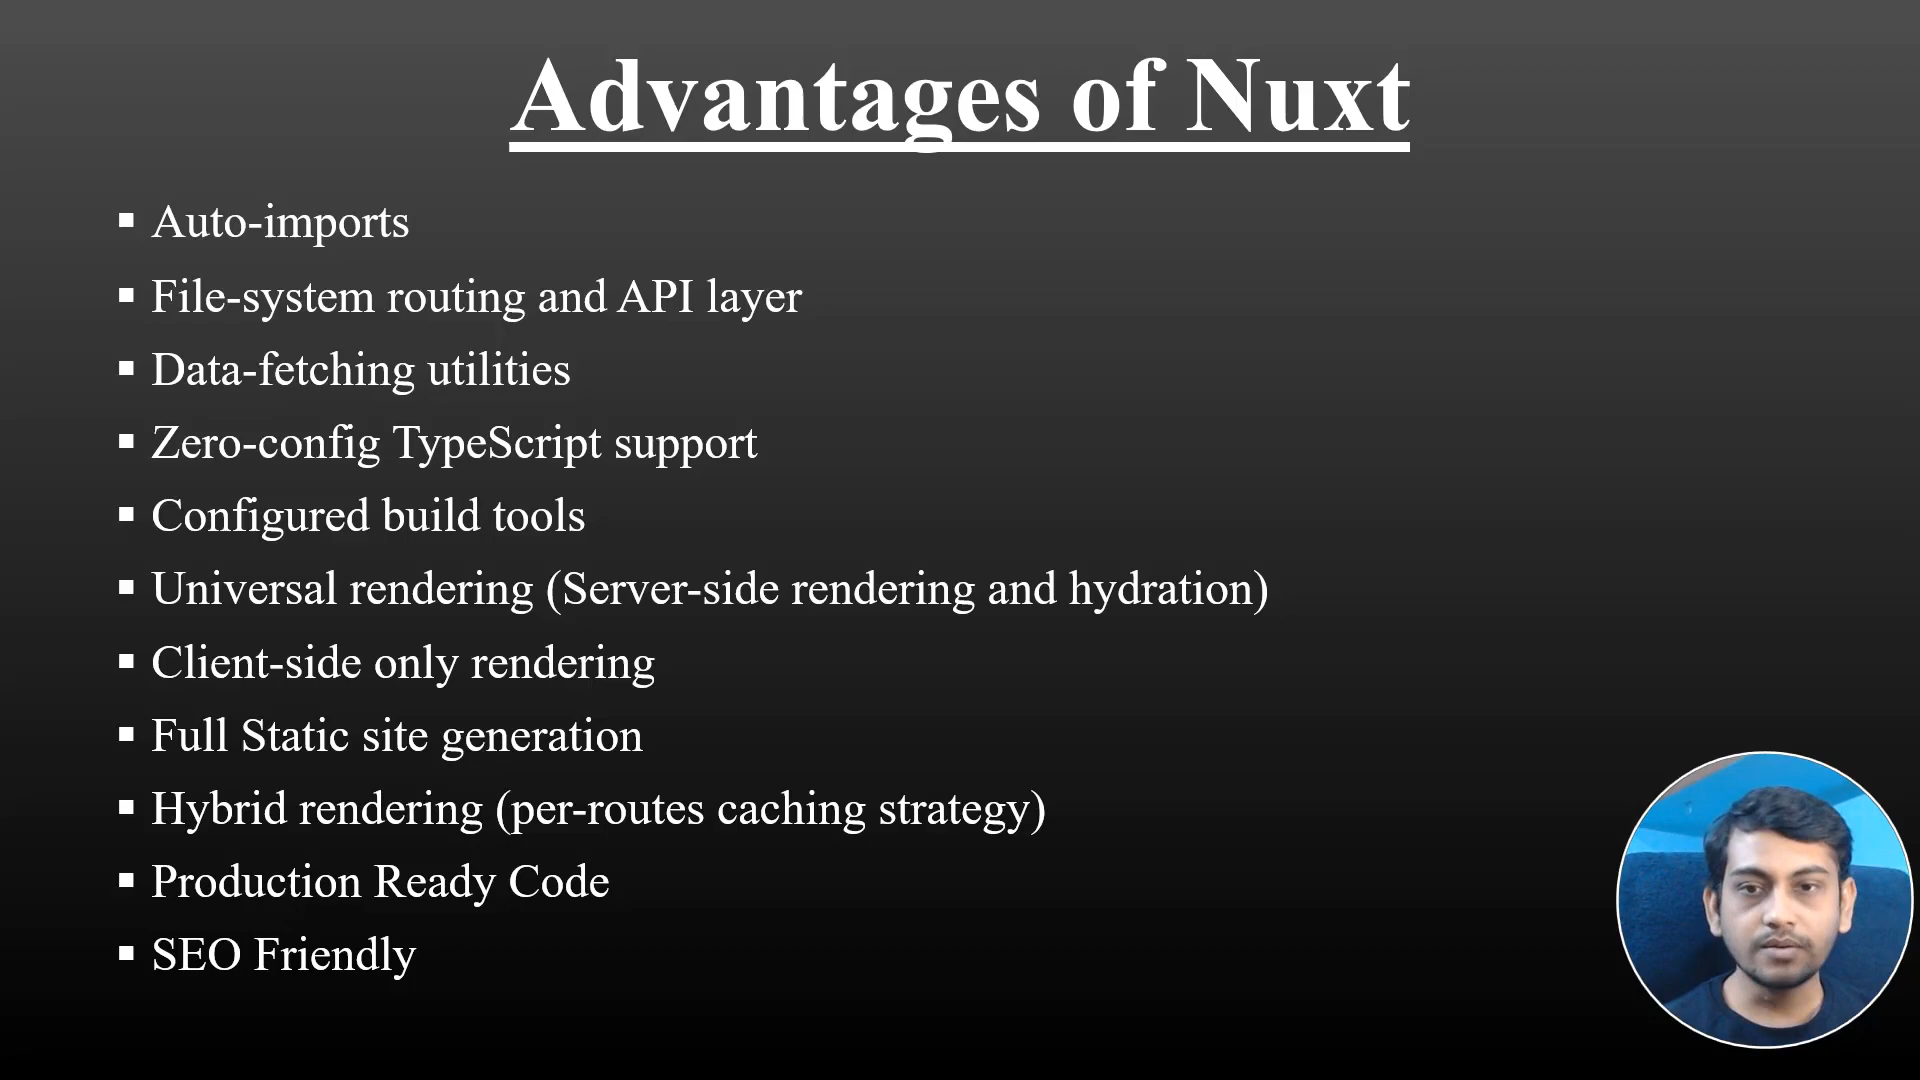 Advantages of Nuxt
▪ Auto-imports
▪ File-system routing and API layer
▪ Data-fetching utilities
▪ Zero-config TypeScript support
▪ Configured build tools
▪ Universal rendering (Server-side rendering and hydration)
▪ Client-side only rendering
▪ Full Static site generation
▪ Hybrid rendering (per-routes caching strategy)
▪ Production Ready Code
▪ SEO Friendly